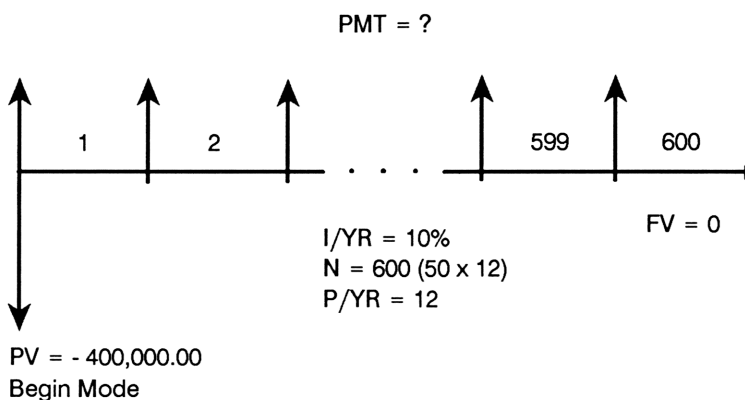 PMT = ?
1 2 599 600
FV = 0
I/YR = 10%
N = 600 (50 x 12)
P/YR = 12
PV = - 400,000.00
Begin Mode